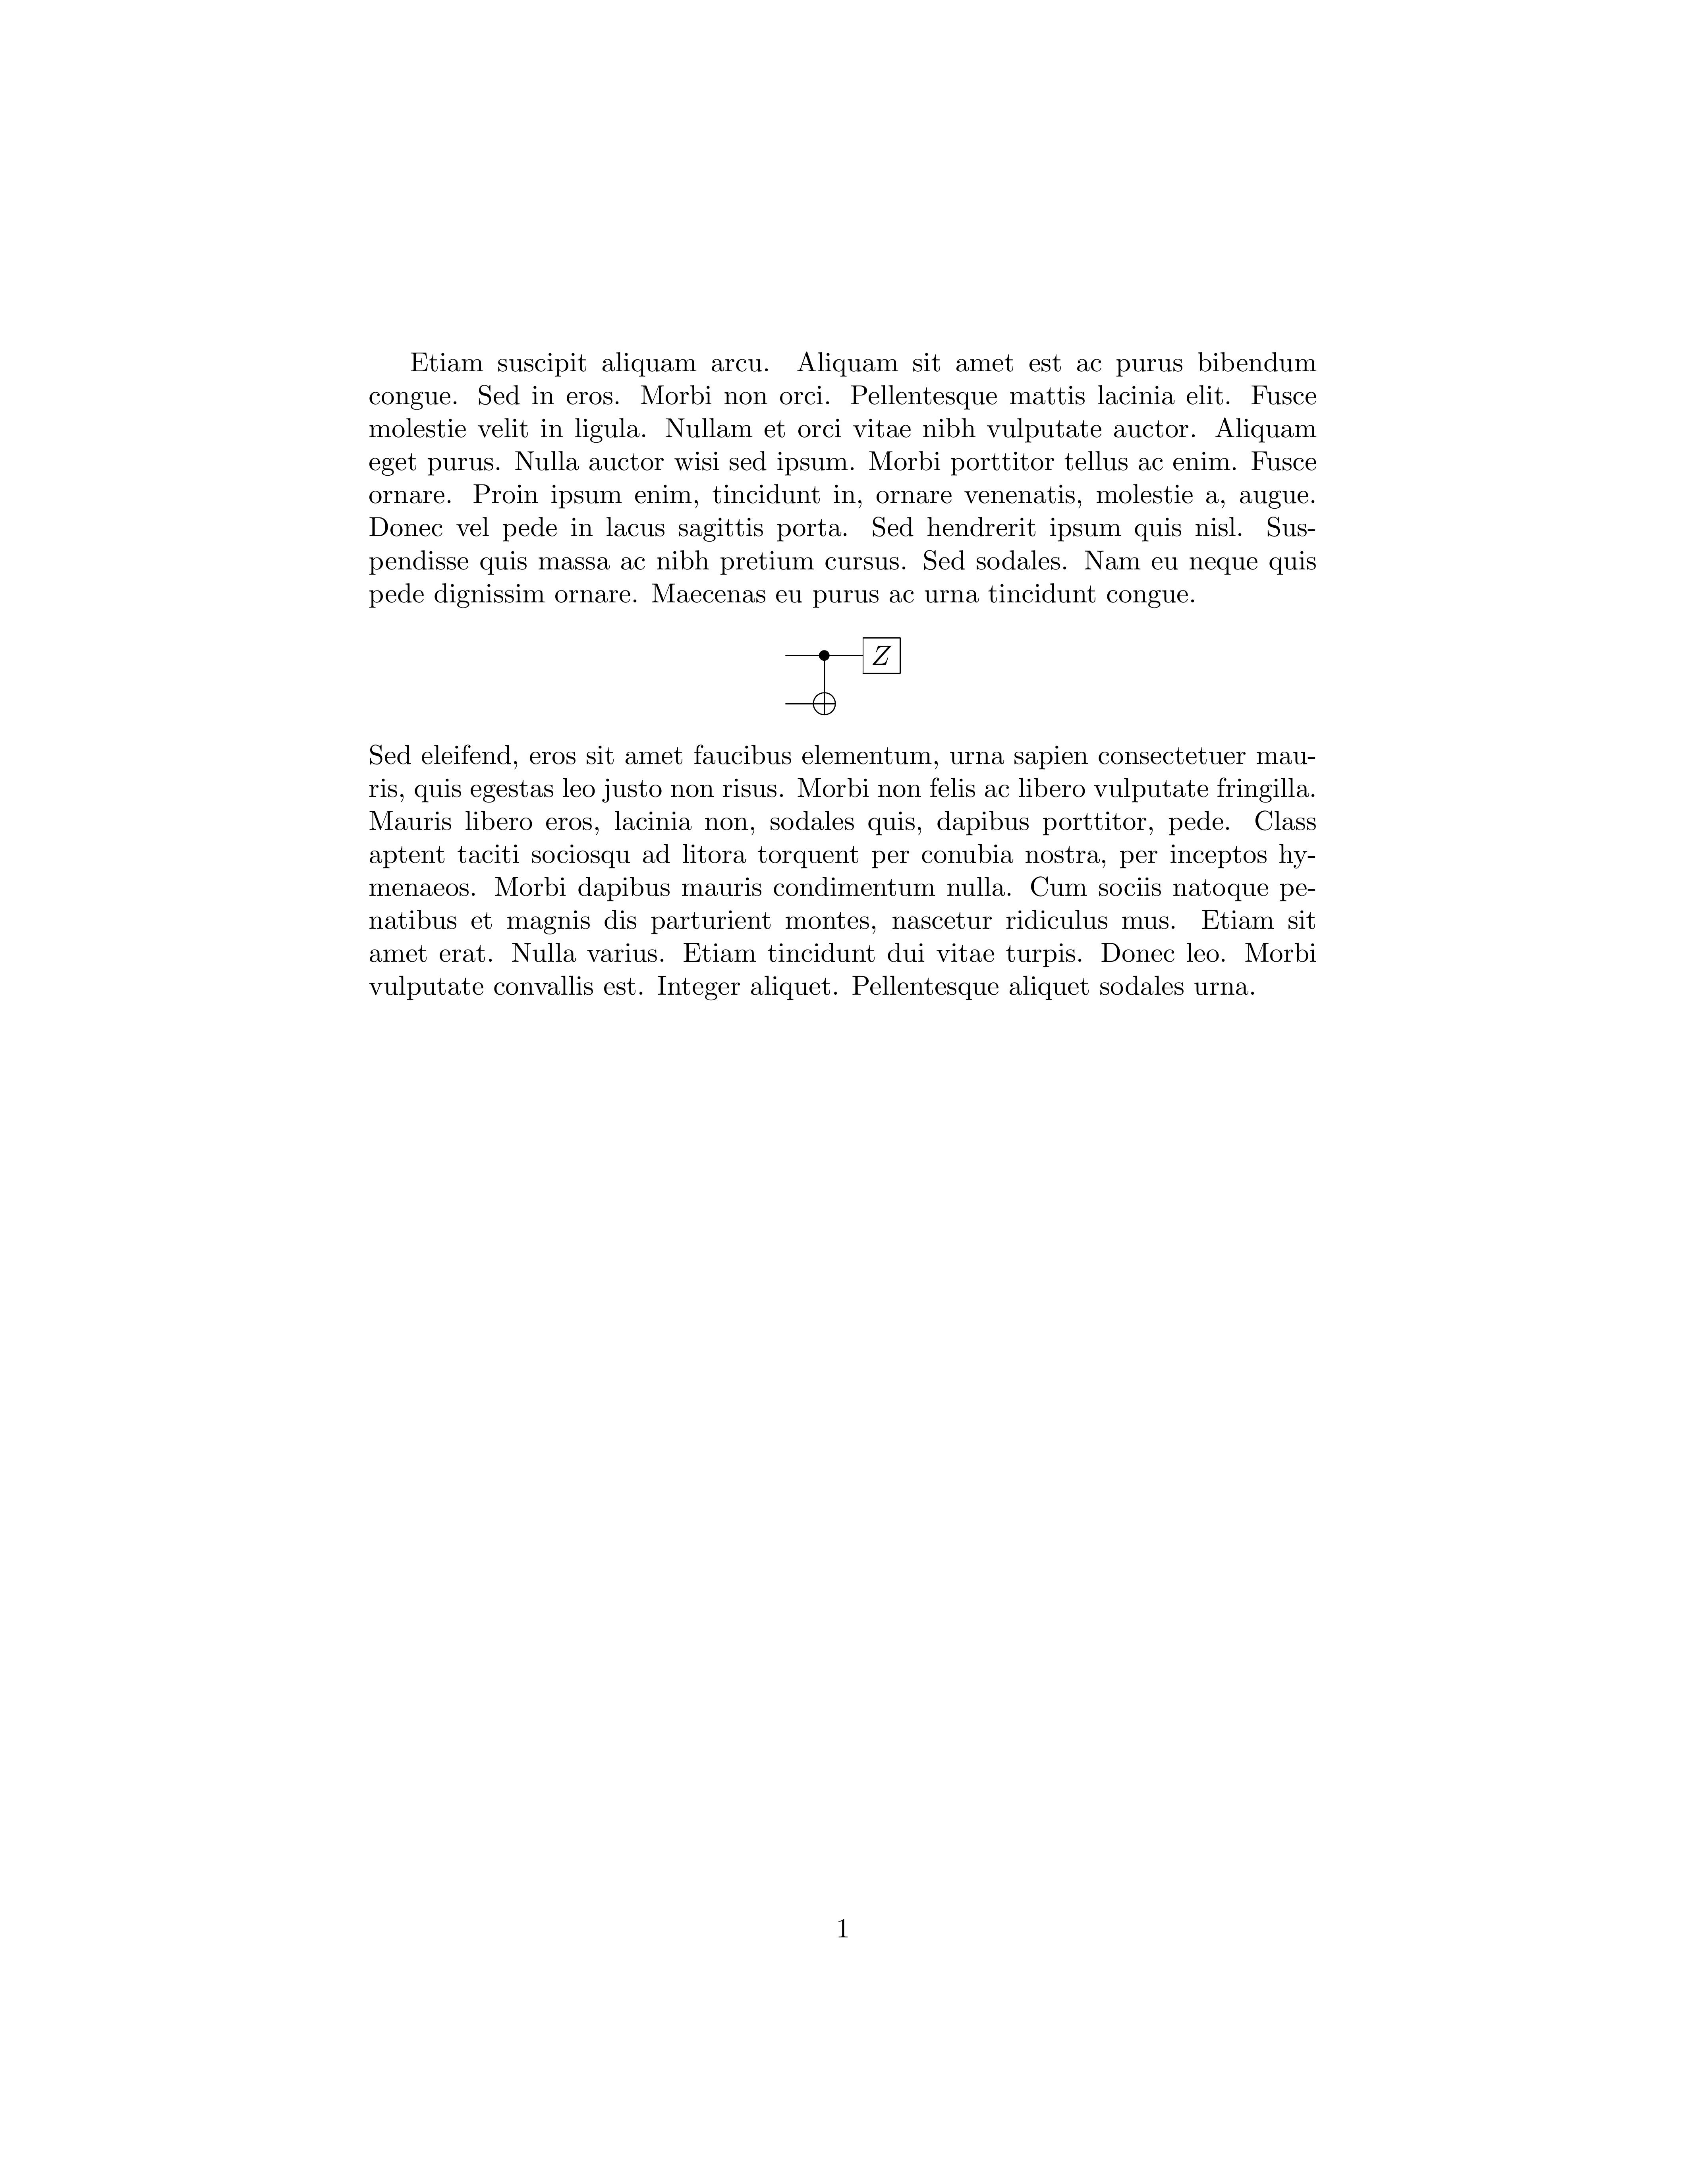 Etiam suscipit aliquam arcu. Aliquam sit amet est ac purus bibendum
congue. Sed in eros. Morbi non orci. Pellentesque mattis lacinia elit. Fusce
molestie velit in ligula. Nullam et orci vitae nibh vulputate auctor. Aliquam
eget purus. Nulla auctor wisi sed ipsum. Morbi porttitor tellus ac enim. Fusce
ornare. Proin ipsum enim, tincidunt in, ornare venenatis, molestie a, augue.
Donec vel pede in lacus sagittis porta. Sed hendrerit ipsum quis nisl. Sus-
pendisse quis massa ac nibh pretium cursus. Sed sodales. Nam eu neque quis
pede dignissim ornare. Maecenas eu purus ac urna tincidunt congue.
Z
Sed eleifend, eros sit amet faucibus elementum, urna sapien consectetuer mau-
ris, quis egestas leo justo non risus. Morbi non felis ac libero vulputate fringilla.
Mauris libero eros, lacinia non, sodales quis, dapibus porttitor, pede. Class
aptent taciti sociosqu ad litora torquent per conubia nostra, per inceptos hy-
menaeos. Morbi dapibus mauris condimentum nulla. Cum sociis natoque pe-
natibus et magnis dis parturient montes, nascetur ridiculus mus. Etiam sit
amet erat. Nulla varius. Etiam tincidunt dui vitae turpis. Donec leo. Morbi
vulputate convallis est. Integer aliquet. Pellentesque aliquet sodales urna.
1